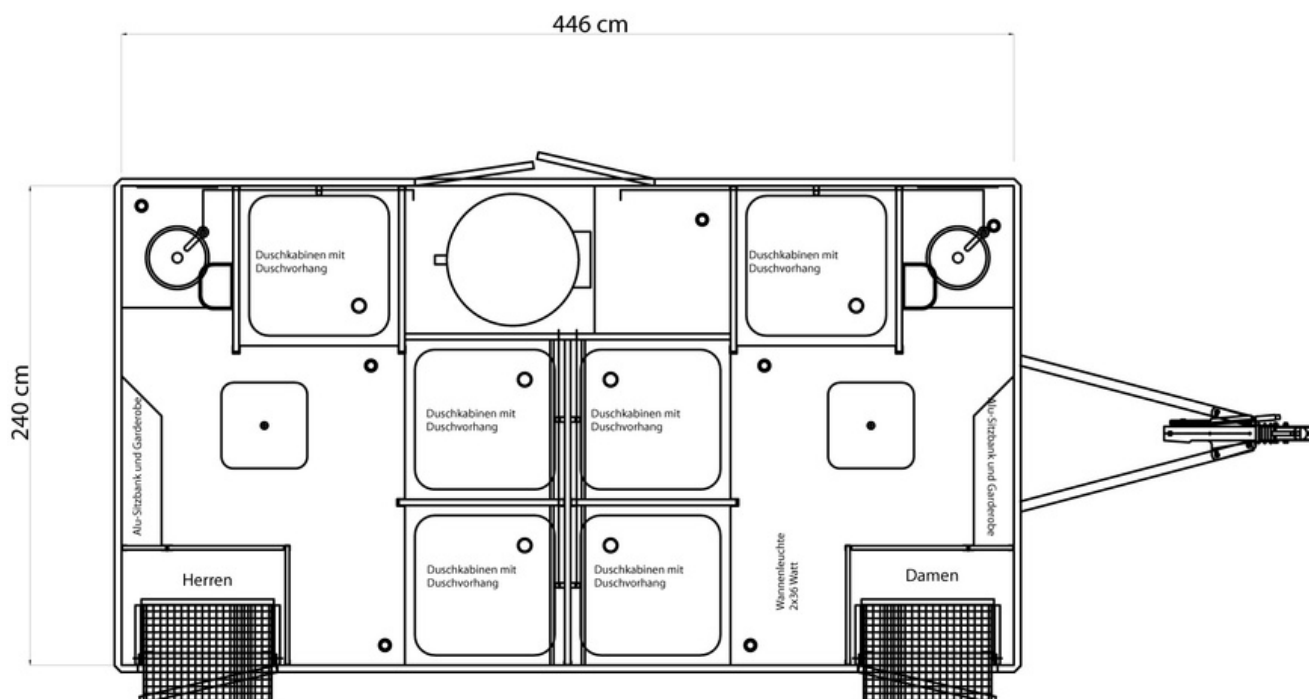 446 cm
240 cm
Duschkabinen mit
Duschvorhang
Duschkabinen mit
Duschvorhang
Duschkabinen mit
Duschvorhang
Duschkabinen mit
Duschvorhang
Alu-Sitzbank und Garderobe
Alu-Sitzbank und Garderobe
Duschkabinen mit
Duschvorhang
Duschkabinen mit
Duschvorhang
Wannenleuchte
2x36 Watt
Herren
Damen